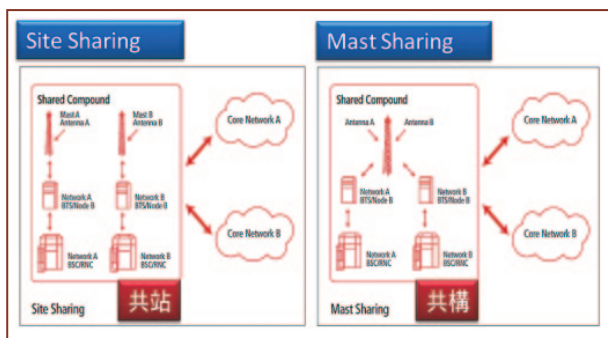 Site Sharing
Shared Compound
Mast A
Antenna A
Mast B
Antenna B
Network A
BTS/Node B
Network B
BTS/Node B
Network A
BSC/RNC
Network B
BSC/RNC
Core Network A
Core Network B
Site Sharing
共站
Mast Sharing
Shared Compound
Antenna A
Antenna B
Network A
BTS/Node B
Network B
BTS/Node B
Network A
BSC/RNC
Network B
BSC/RNC
Core Network A
Core Network B
Mast Sharing
共構